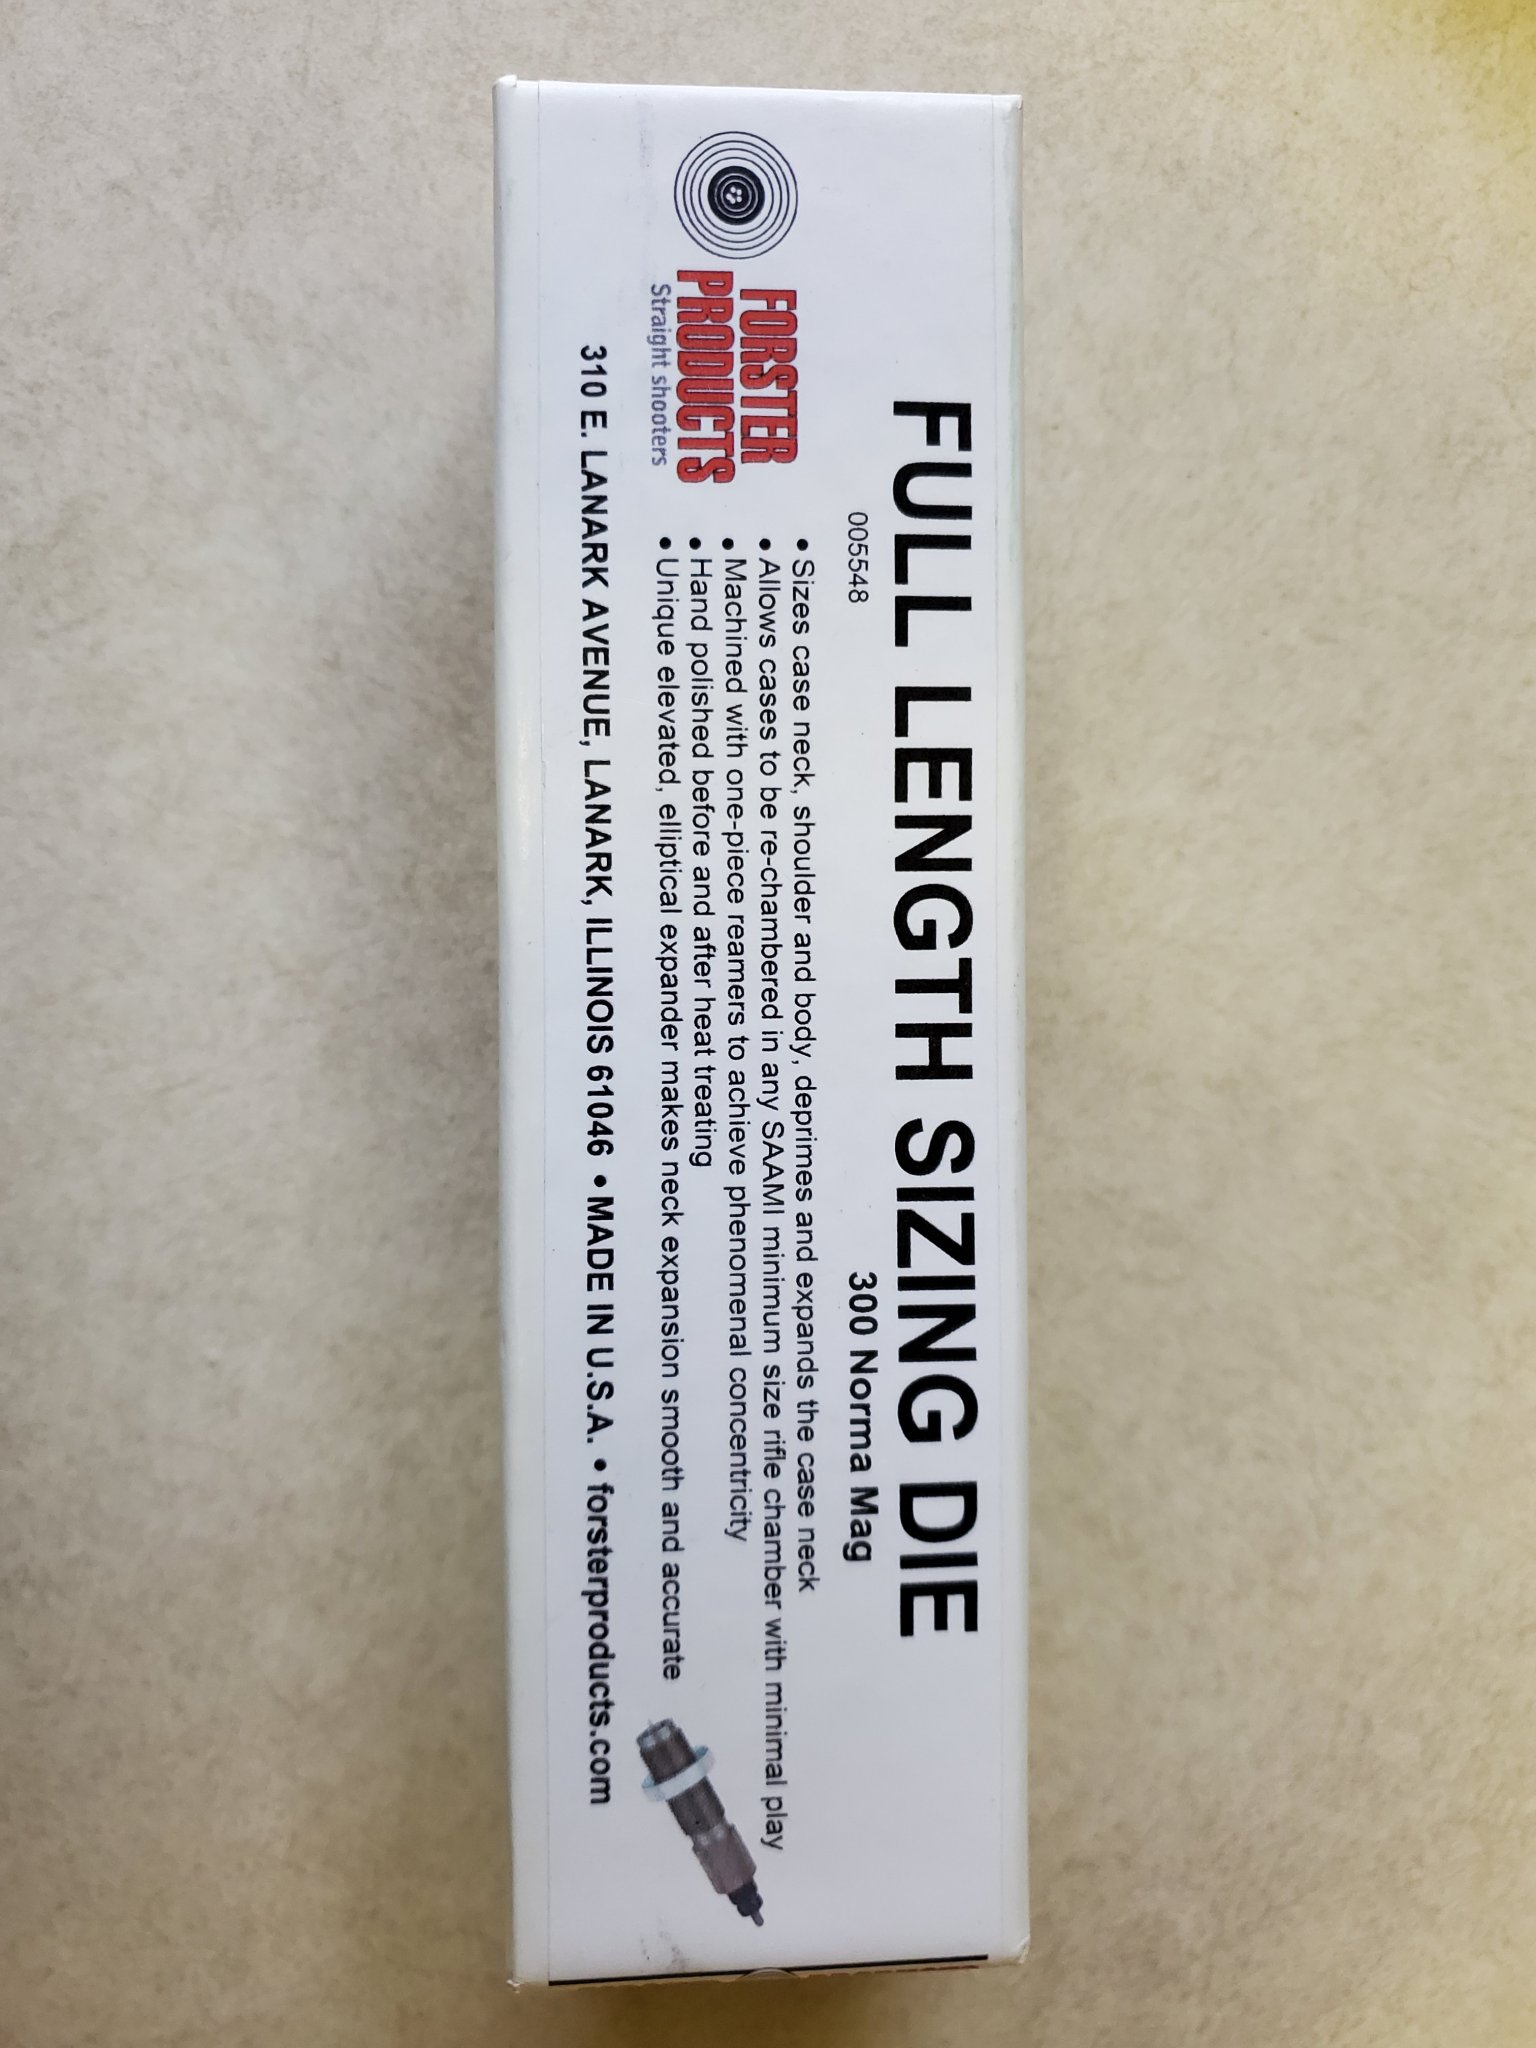 FULL LENGTH SIZING DIE
005548 300 Norma Mag
FORSTER
PRODUCTS
Straight shooters
• Sizes case neck, shoulder and body, deprimes and expands the case neck
• Allows cases to be re-chambered in any SAAMI minimum size rifle chamber with minimal play
• Machined with one-piece reamers to achieve phenomenal concentricity
• Hand polished before and after heat treating
• Unique elevated, elliptical expander makes neck expansion smooth and accurate
310 E. LANARK AVENUE, LANARK, ILLINOIS 61046 • MADE IN U.S.A. • forsterproducts.com